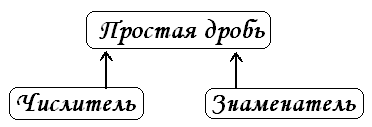 Простая дробь
Числитель
Знаменатель